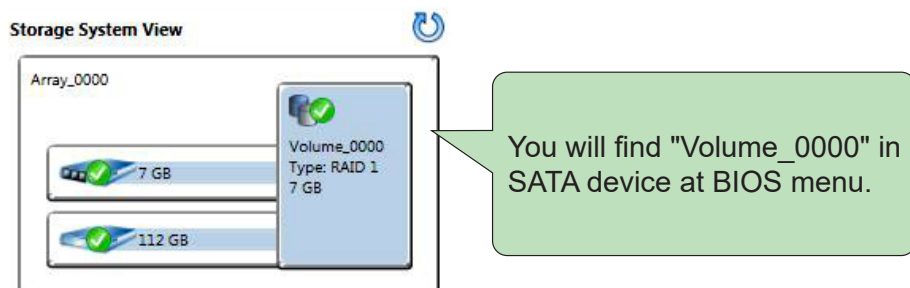 Storage System View
Array_0000
Volume_0000
Type: RAID 1
7 GB
7 GB
112 GB
You will find "Volume_0000" in
SATA device at BIOS menu.